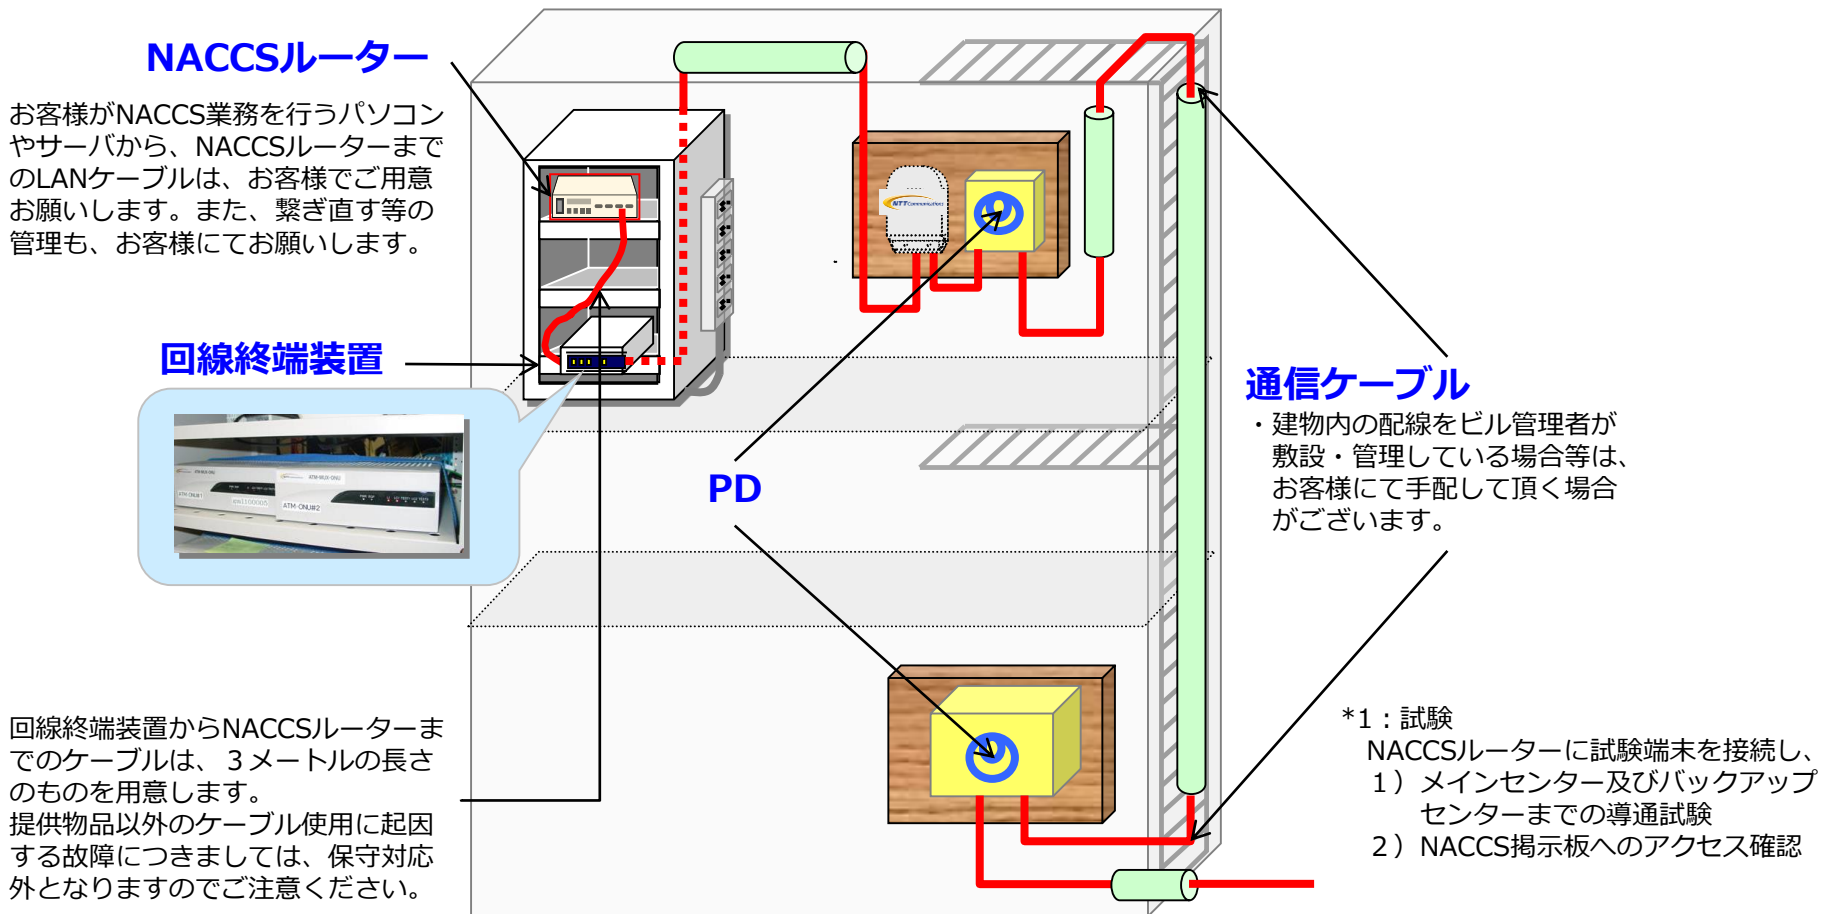 NACCSルーター
お客様がNACCS業務を行うパソコン
やサーバから、NACCSルーターまで
のLANケーブルは、お客様でご用意
お願いします。また、繋ぎ直す等の
管理も、お客様にてお願いします。
NTT Communications
回線終端装置
ATM-MUX-ONU
ATM-MUX-ONU
ATM-ONU#1
ATM-ONU#2
PD
通信ケーブル
・建物内の配線をビル管理者が
敷設・管理している場合等は、
お客様にて手配して頂く場合
がございます。
回線終端装置からNACCSルーターま
でのケーブルは、３メートルの長さ
のものを用意します。
提供物品以外のケーブル使用に起因
する故障につきましては、保守対応
外となりますのでご注意ください。
*1：試験
NACCSルーターに試験端末を接続し、
１）メインセンター及びバックアップ
センターまでの導通試験
２）NACCS掲示板へのアクセス確認